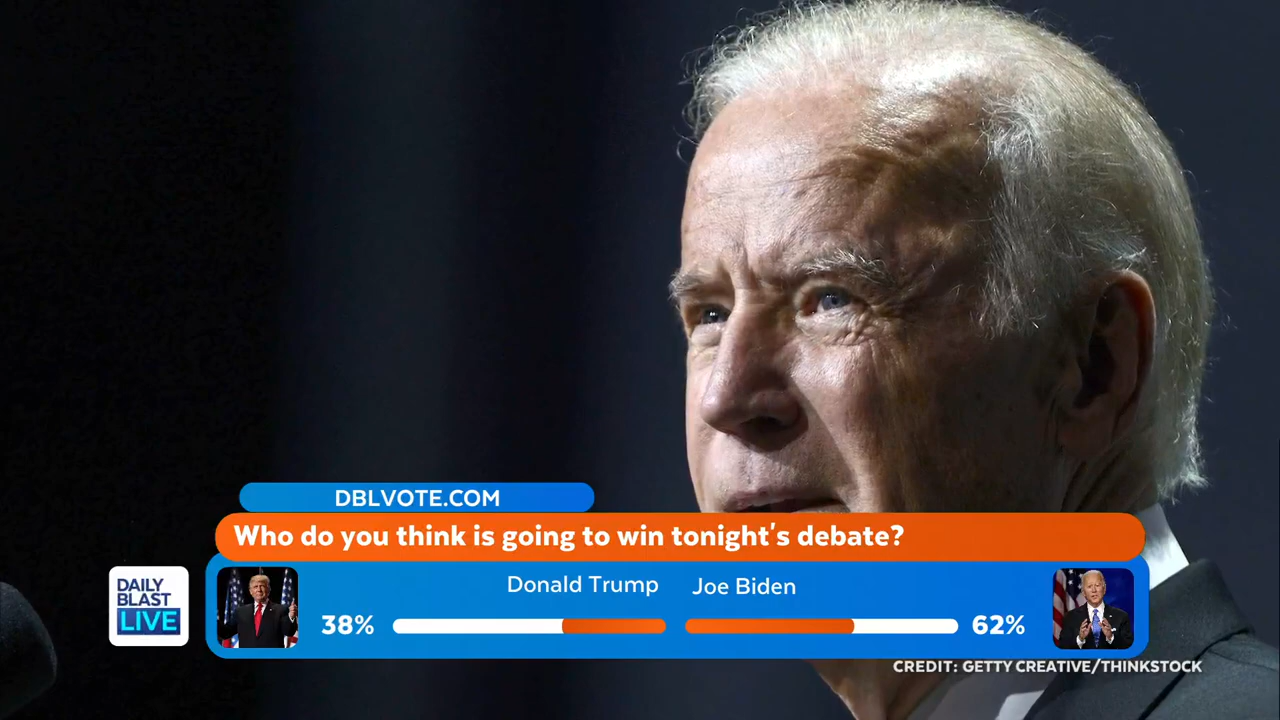 DBLVOTE.COM
Who do you think is going to win tonight's debate?
DAILY
BLAST
LIVE
Donald Trump
Joe Biden
38%
62%
CREDIT: GETTY CREATIVE/THINKSTOCK